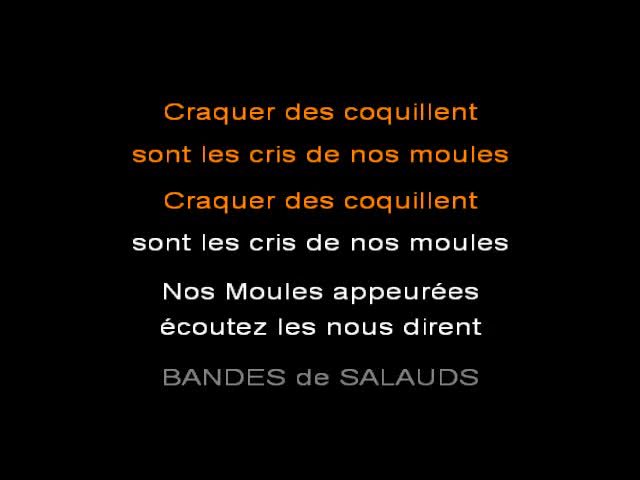 Craquer des coquillent
sont les cris de nos moules
Craquer des coquillent
sont les cris de nos moules
Nos Moules appeurées
écoutez les nous dirent
BANDES de SALAUDS